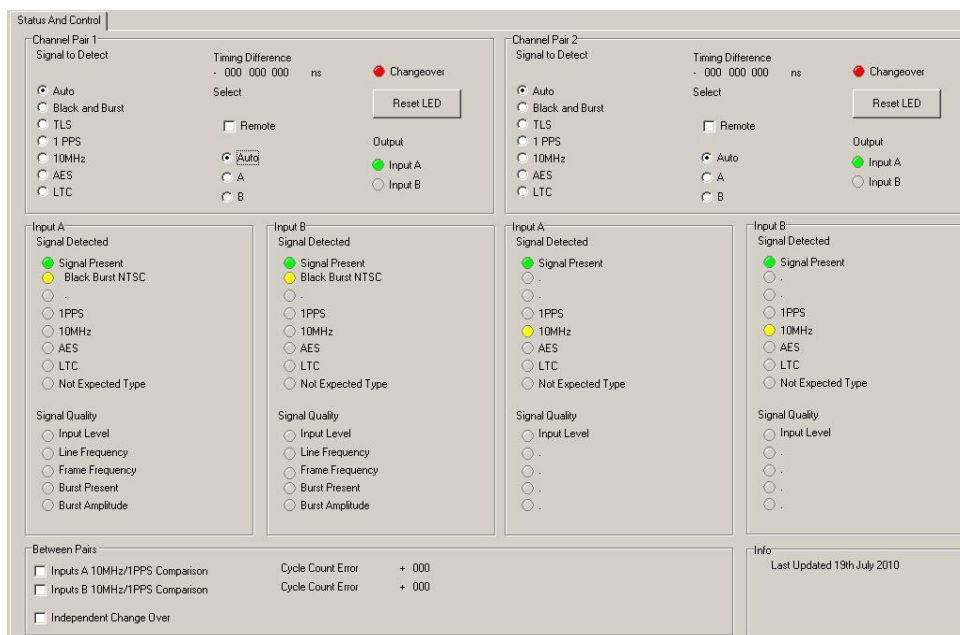 Status And Control
Channel Pair 1
Signal to Detect
Auto
Black and Burst
TLS
1 PPS
10MHz
AES
LTC
Timing Difference
- 000 000 000 ns
Select
Remote
Auto
A
B
Changeover
Reset LED
Output
Input A
Input B
Channel Pair 2
Signal to Detect
Auto
Black and Burst
TLS
1 PPS
10MHz
AES
LTC
Timing Difference
- 000 000 000 ns
Select
Remote
Auto
A
B
Changeover
Reset LED
Output
Input A
Input B
Input A
Signal Detected
Signal Present
Black Burst NTSC
.
1PPS
10MHz
AES
LTC
Not Expected Type
Signal Quality
Input Level
Line Frequency
Frame Frequency
Burst Present
Burst Amplitude
Input B
Signal Detected
Signal Present
Black Burst NTSC
.
1PPS
10MHz
AES
LTC
Not Expected Type
Signal Quality
Input Level
Line Frequency
Frame Frequency
Burst Present
Burst Amplitude
Input A
Signal Detected
Signal Present
.
.
1PPS
10MHz
AES
LTC
Not Expected Type
Signal Quality
Input Level
.
.
.
.
Input B
Signal Detected
Signal Present
.
.
1PPS
10MHz
AES
LTC
Not Expected Type
Signal Quality
Input Level
.
.
.
.
Between Pairs
Inputs A 10MHz/1PPS Comparison
Cycle Count Error + 000
Inputs B 10MHz/1PPS Comparison
Cycle Count Error + 000
Independent Change Over
Info
Last Updated 19th July 2010